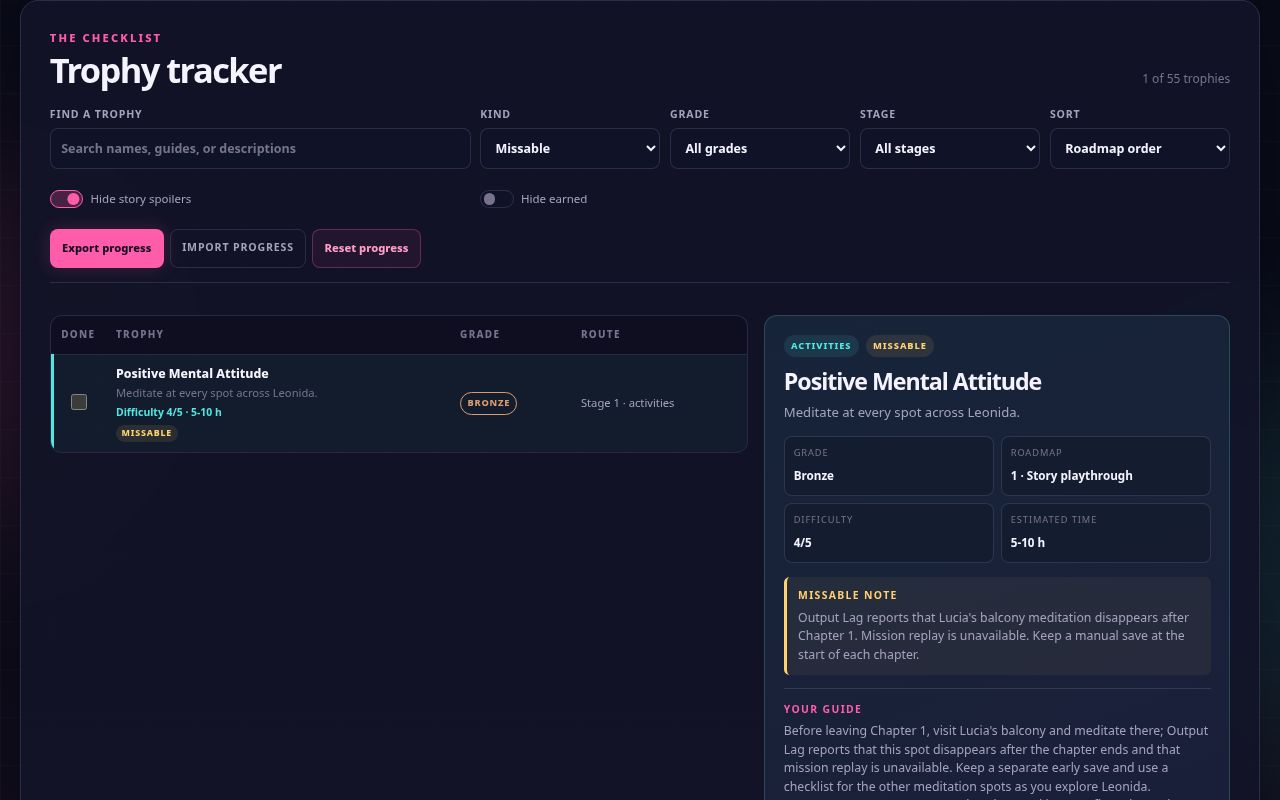 THE CHECKLIST
Trophy tracker
1 of 55 trophies
FIND A TROPHY
KIND
GRADE
STAGE
SORT
Search names, guides, or descriptions
Missable
All grades
All stages
Roadmap order
Hide story spoilers
Hide earned
Export progress
IMPORT PROGRESS
Reset progress
DONE
TROPHY
GRADE
ROUTE
Positive Mental Attitude
Meditate at every spot across Leonida.
Difficulty 4/5 · 5-10 h
MISSABLE
BRONZE
Stage 1 · activities
ACTIVITIES
MISSABLE
Positive Mental Attitude
Meditate at every spot across Leonida.
GRADE
Bronze
ROADMAP
1 · Story playthrough
DIFFICULTY
4/5
ESTIMATED TIME
5-10 h
MISSABLE NOTE
Output Lag reports that Lucia's balcony meditation disappears after
Chapter 1. Mission replay is unavailable. Keep a manual save at the
start of each chapter.
YOUR GUIDE
Before leaving Chapter 1, visit Lucia's balcony and meditate there; Output
Lag reports that this spot disappears after the chapter ends and that
mission replay is unavailable. Keep a separate early save and use a
checklist for the other meditation spots as you explore Leonida.